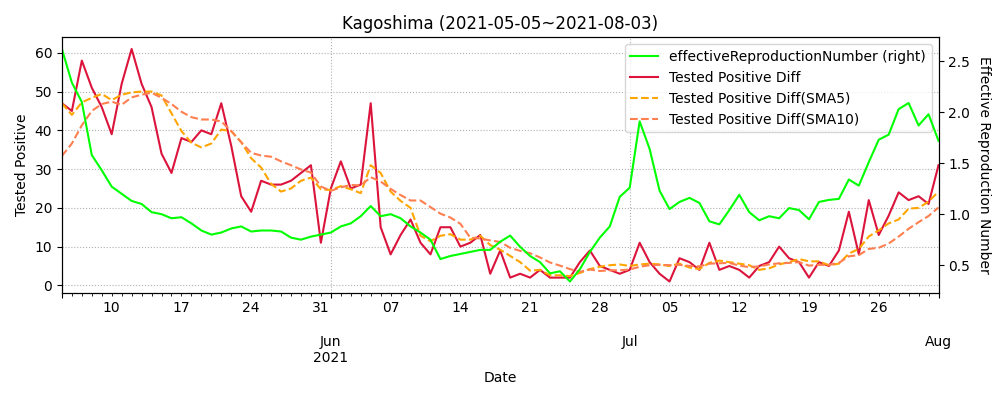 Kagoshima (2021-05-05~2021-08-03)
effectiveReproductionNumber (right)
Tested Positive Diff
Tested Positive Diff(SMA5)
Tested Positive Diff(SMA10)
Tested Positive
60
50
40
30
20
10
0
2.5
2.0
1.5
1.0
0.5
Effective Reproduction Number
10 17 24 31 07 14 21 28 05 12 19 26
Jun Jul Aug
2021
Date